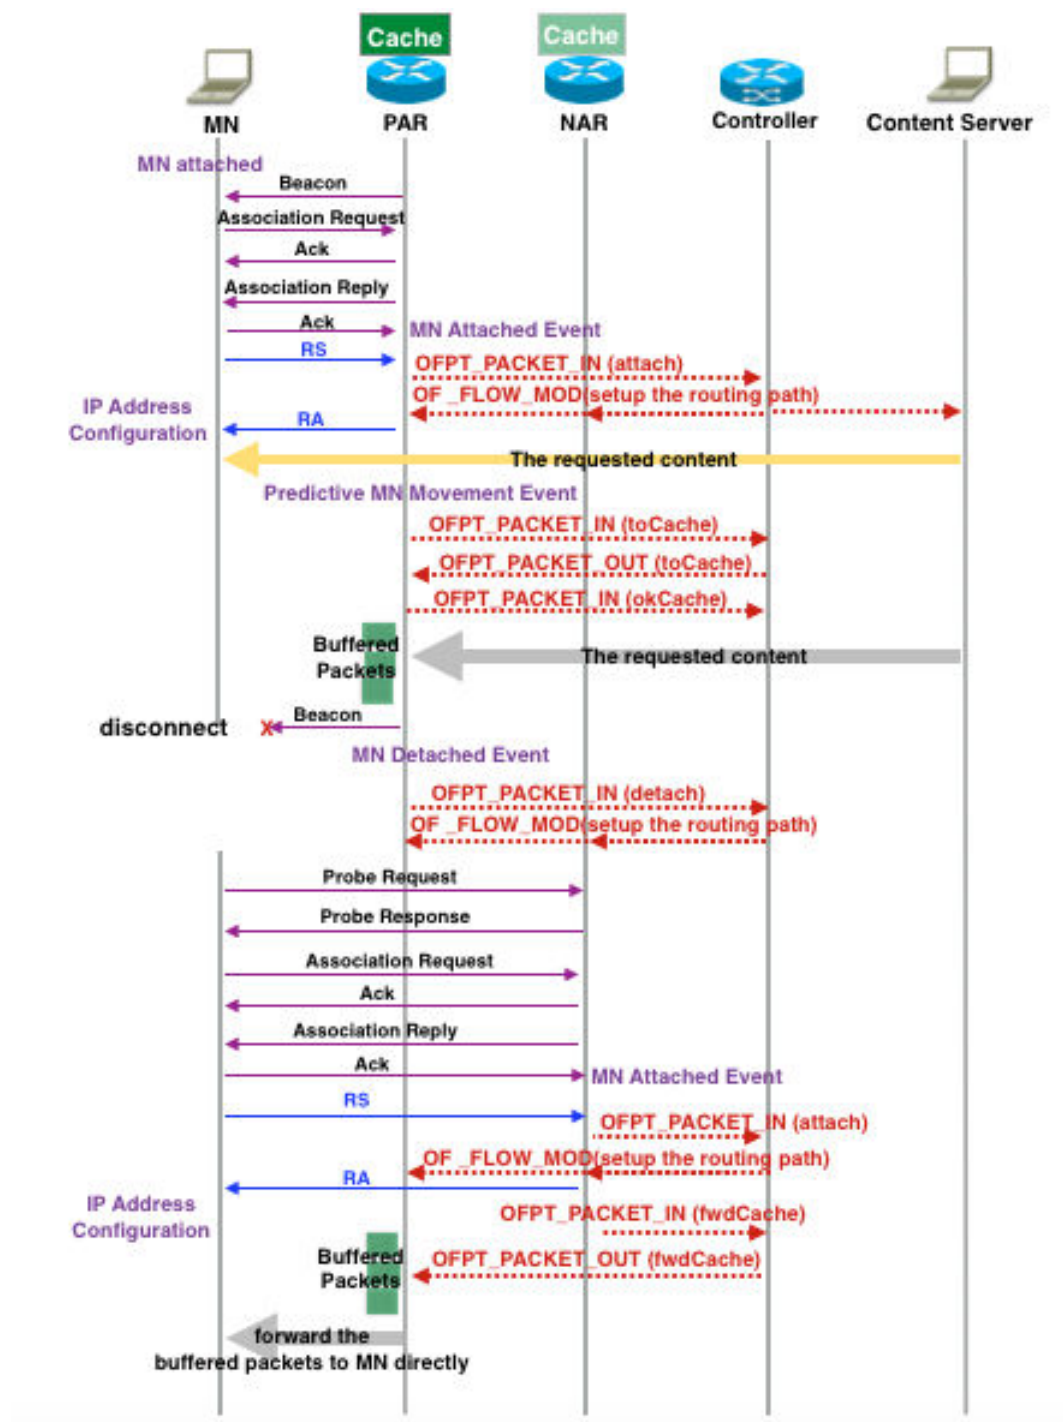 Cache
Cache
MN
PAR
NAR
Controller
Content Server
MN attached
Beacon
Association Request
Ack
Association Reply
Ack
MN Attached Event
RS
OFPT_PACKET_IN (attach)
OF _FLOW_MOD(setup the routing path)
IP Address
Configuration
RA
The requested content
Predictive MN Movement Event
OFPT_PACKET_IN (toCache)
OFPT_PACKET_OUT (toCache)
OFPT_PACKET_IN (okCache)
Buffered
Packets
The requested content
disconnect
X
Beacon
MN Detached Event
OFPT_PACKET_IN (detach)
OF _FLOW_MOD(setup the routing path)
Probe Request
Probe Response
Association Request
Ack
Association Reply
Ack
MN Attached Event
RS
OFPT_PACKET_IN (attach)
OF _FLOW_MOD(setup the routing path)
RA
IP Address
Configuration
OFPT_PACKET_IN (fwdCache)
Buffered
Packets
OFPT_PACKET_OUT (fwdCache)
forward the
buffered packets to MN directly